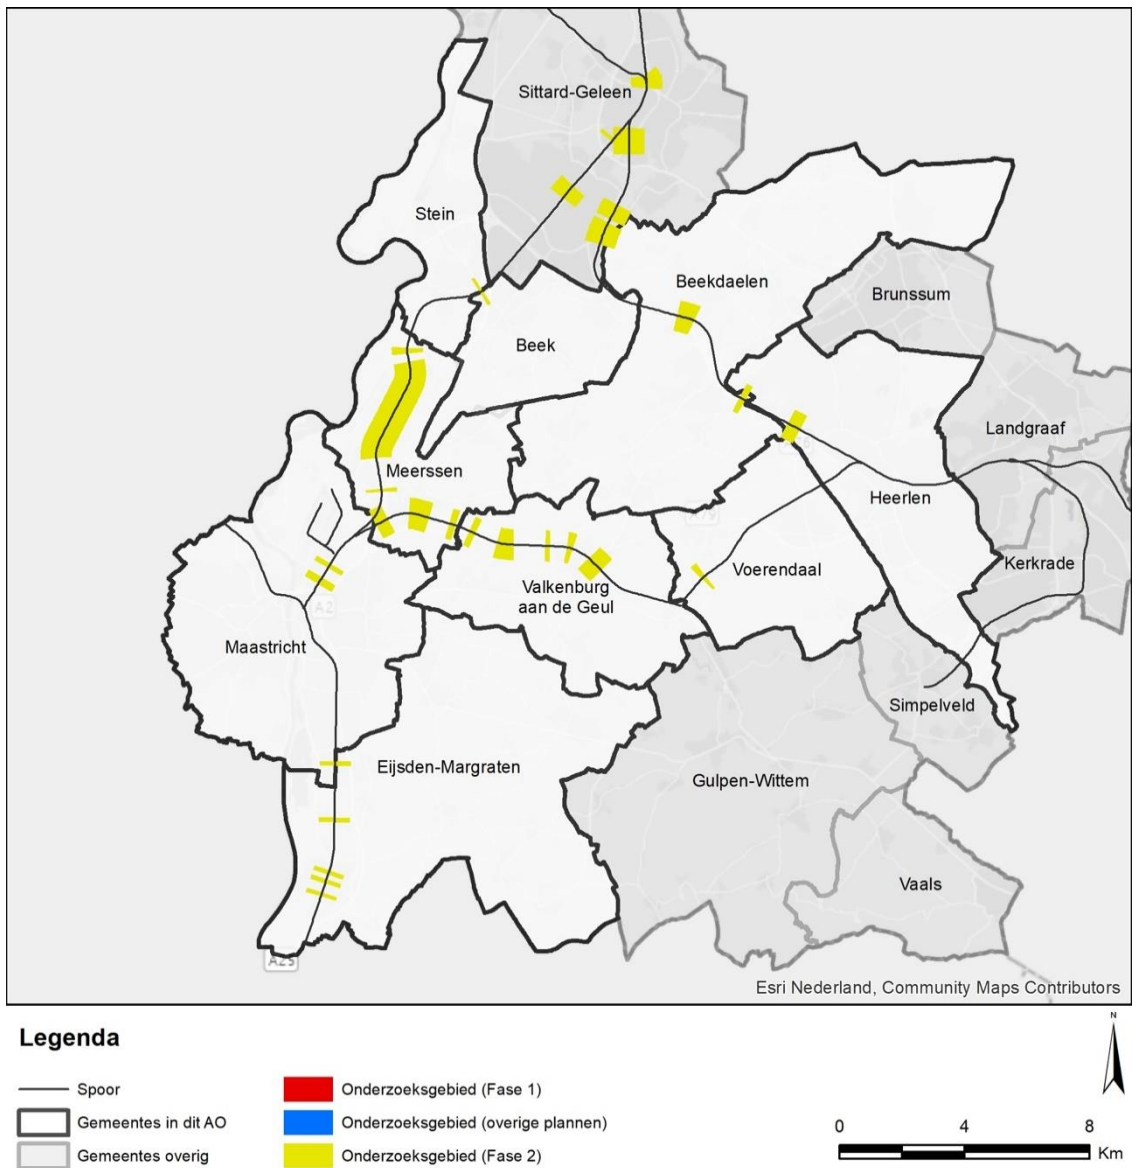 Sittard-Geleen
Stein
Beekdaelen
Brunssum
Beek
Landgraaf
Meerssen
Heerlen
Kerkrade
Voerendaal
Valkenburg
aan de Geul
A2
Maastricht
Simpelveld
Eijsden-Margraten
Gulpen-Wittem
Vaals
A25
Esri Nederland, Community Maps Contributors
Legenda
N
Spoor
Onderzoeksgebied (Fase 1)
Gemeentes in dit AO
Onderzoeksgebied (overige plannen)
Gemeentes overig
Onderzoeksgebied (Fase 2)
0 4 8
Km